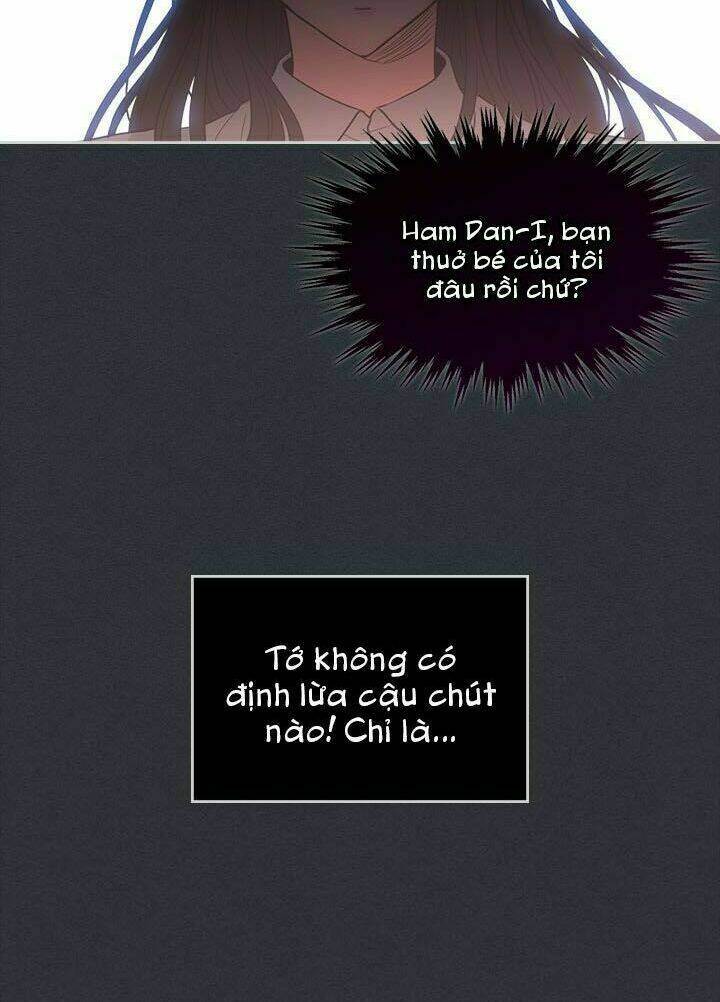 Ham Dan-I, bạn
thuở bé của tôi
đâu rồi chứ?
Tớ không có
định lừa cậu chút
nào! Chỉ là...